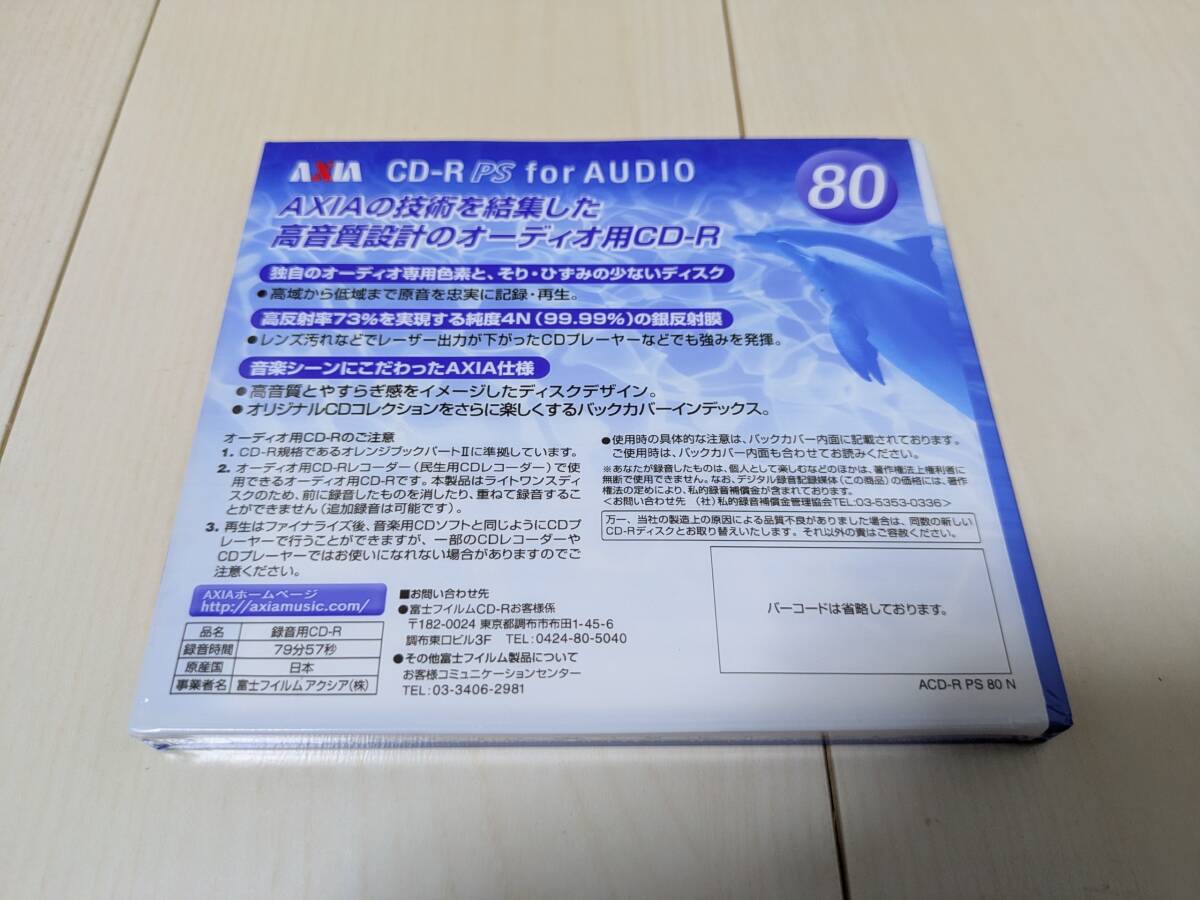 AXIA CD-R PS for AUDIO 80
AXIAの技術を結集した
高音質設計のオーディオ用CD-R
独自のオーディオ専用色素と、そり・ひずみの少ないディスク
●高域から低域まで原音を忠実に記録・再生。
高反射率73%を実現する純度4N(99.99%)の銀反射膜
●レンズ汚れなどでレーザー出力が下がったCDプレーヤーなどでも強みを発揮。
音楽シーンにこだわったAXIA仕様
●高音質とやすらぎ感をイメージしたディスクデザイン。
●オリジナルCDコレクションをさらに楽しくするバックカバーインデックス。
オーディオ用CD-Rのご注意
1. CD-R規格であるオレンジブックパートⅡに準拠しています。
2. オーディオ用CD-Rレコーダー(民生用CDレコーダー)で使
用できるオーディオ用CD-Rです。本製品はライトワンスディ
スクのため、前に録音したものを消したり、重ねて録音するこ
とができません(追加録音は可能です)。
3. 再生はファイナライズ後、音楽用CDソフトと同じようにCDプ
レーヤーで行うことができますが、一部のCDレコーダーや
CDプレーヤーではお使いになれない場合がありますのでご
注意ください。
●使用時の具体的な注意は、バックカバー内面に記載されております。
ご使用時は、バックカバー内面も合わせてお読みください。
※あなたが録音したものは、個人として楽しむなどのほかは、著作権法上権利者に
無断で使用できません。なお、デジタル録音記録媒体(この商品)の価格には、著作
権法の定めにより、私的録音補償金が含まれております。
<お問い合わせ先 (社)私的録音補償金管理協会TEL:03-5353-0336>
万一、当社の製造上の原因による品質不良がありました場合は、同数の新しい
CD-Rディスクとお取り替えいたします。それ以外の責はご容赦ください。
AXIAホームページ
http://axiamusic.com/
品名 録音用CD-R
録音時間 79分57秒
原産国 日本
事業者名 富士フイルムアクシア(株)
■お問い合わせ先
●富士フイルムCD-Rお客様係
〒182-0024 東京都調布市布田1-45-6
調布東口ビル3F TEL:0424-80-5040
●その他富士フイルム製品について
お客様コミュニケーションセンター
TEL:03-3406-2981
バーコードは省略しております。
ACD-R PS 80 N